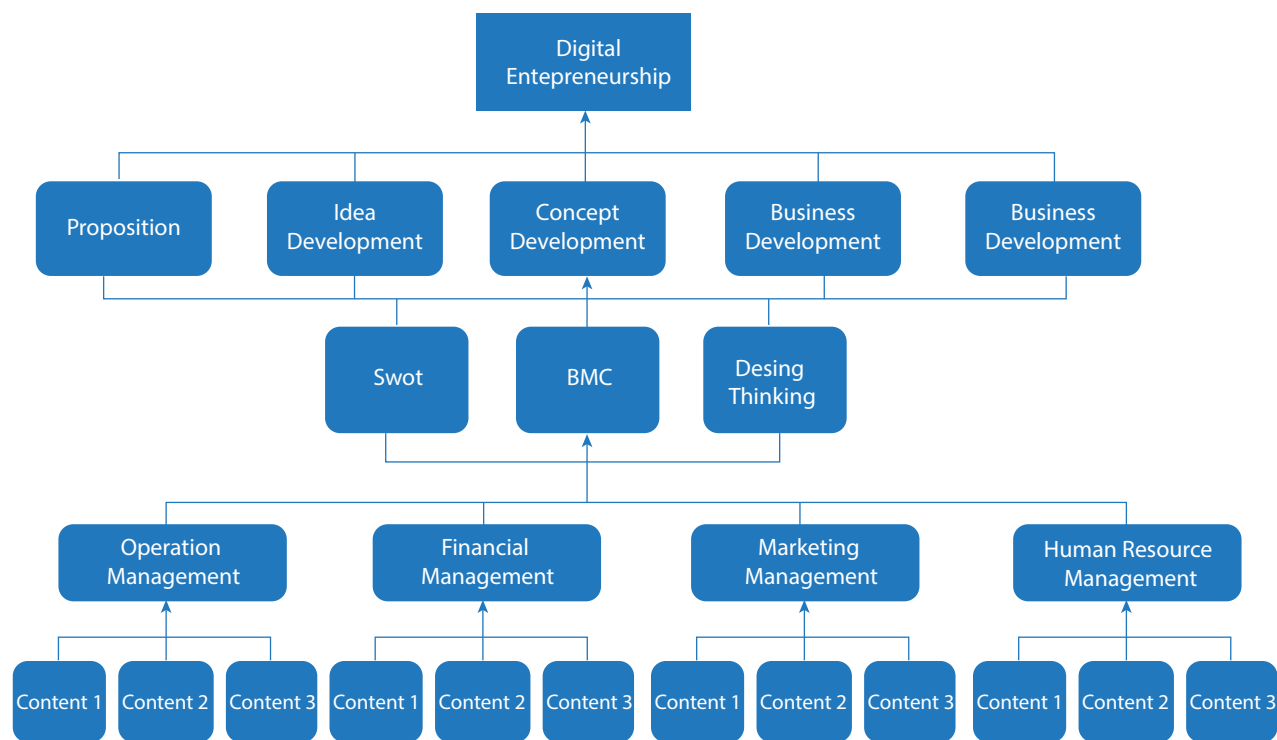 Digital
Entepreneurship
Proposition
Idea
Development
Concept
Development
Business
Development
Business
Development
Swot
BMC
Desing
Thinking
Operation
Management
Financial
Management
Marketing
Management
Human Resource
Management
Content 1
Content 2
Content 3
Content 1
Content 2
Content 3
Content 1
Content 2
Content 3
Content 1
Content 2
Content 3